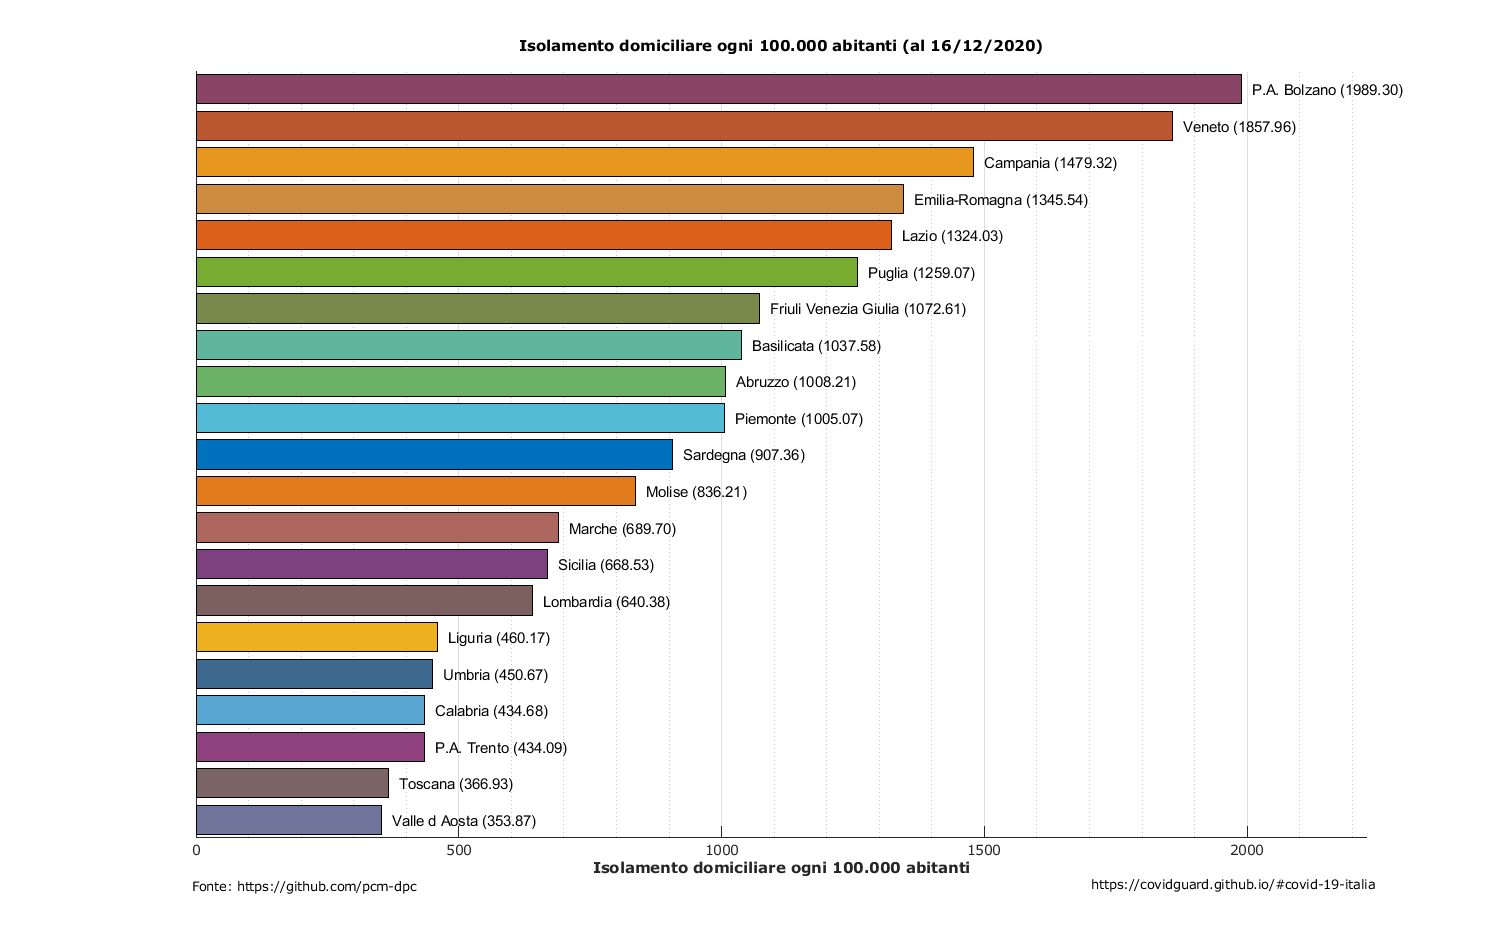 Isolamento domiciliare ogni 100.000 abitanti (al 16/12/2020)
P.A. Bolzano (1989.30)
Veneto (1857.96)
Campania (1479.32)
Emilia-Romagna (1345.54)
Lazio (1324.03)
Puglia (1259.07)
Friuli Venezia Giulia (1072.61)
Basilicata (1037.58)
Abruzzo (1008.21)
Piemonte (1005.07)
Sardegna (907.36)
Molise (836.21)
Marche (689.70)
Sicilia (668.53)
Lombardia (640.38)
Liguria (460.17)
Umbria (450.67)
Calabria (434.68)
P.A. Trento (434.09)
Toscana (366.93)
Valle d Aosta (353.87)
0 500 1000 1500 2000
Isolamento domiciliare ogni 100.000 abitanti
Fonte: https://github.com/pcm-dpc
https://covidguard.github.io/#covid-19-italia